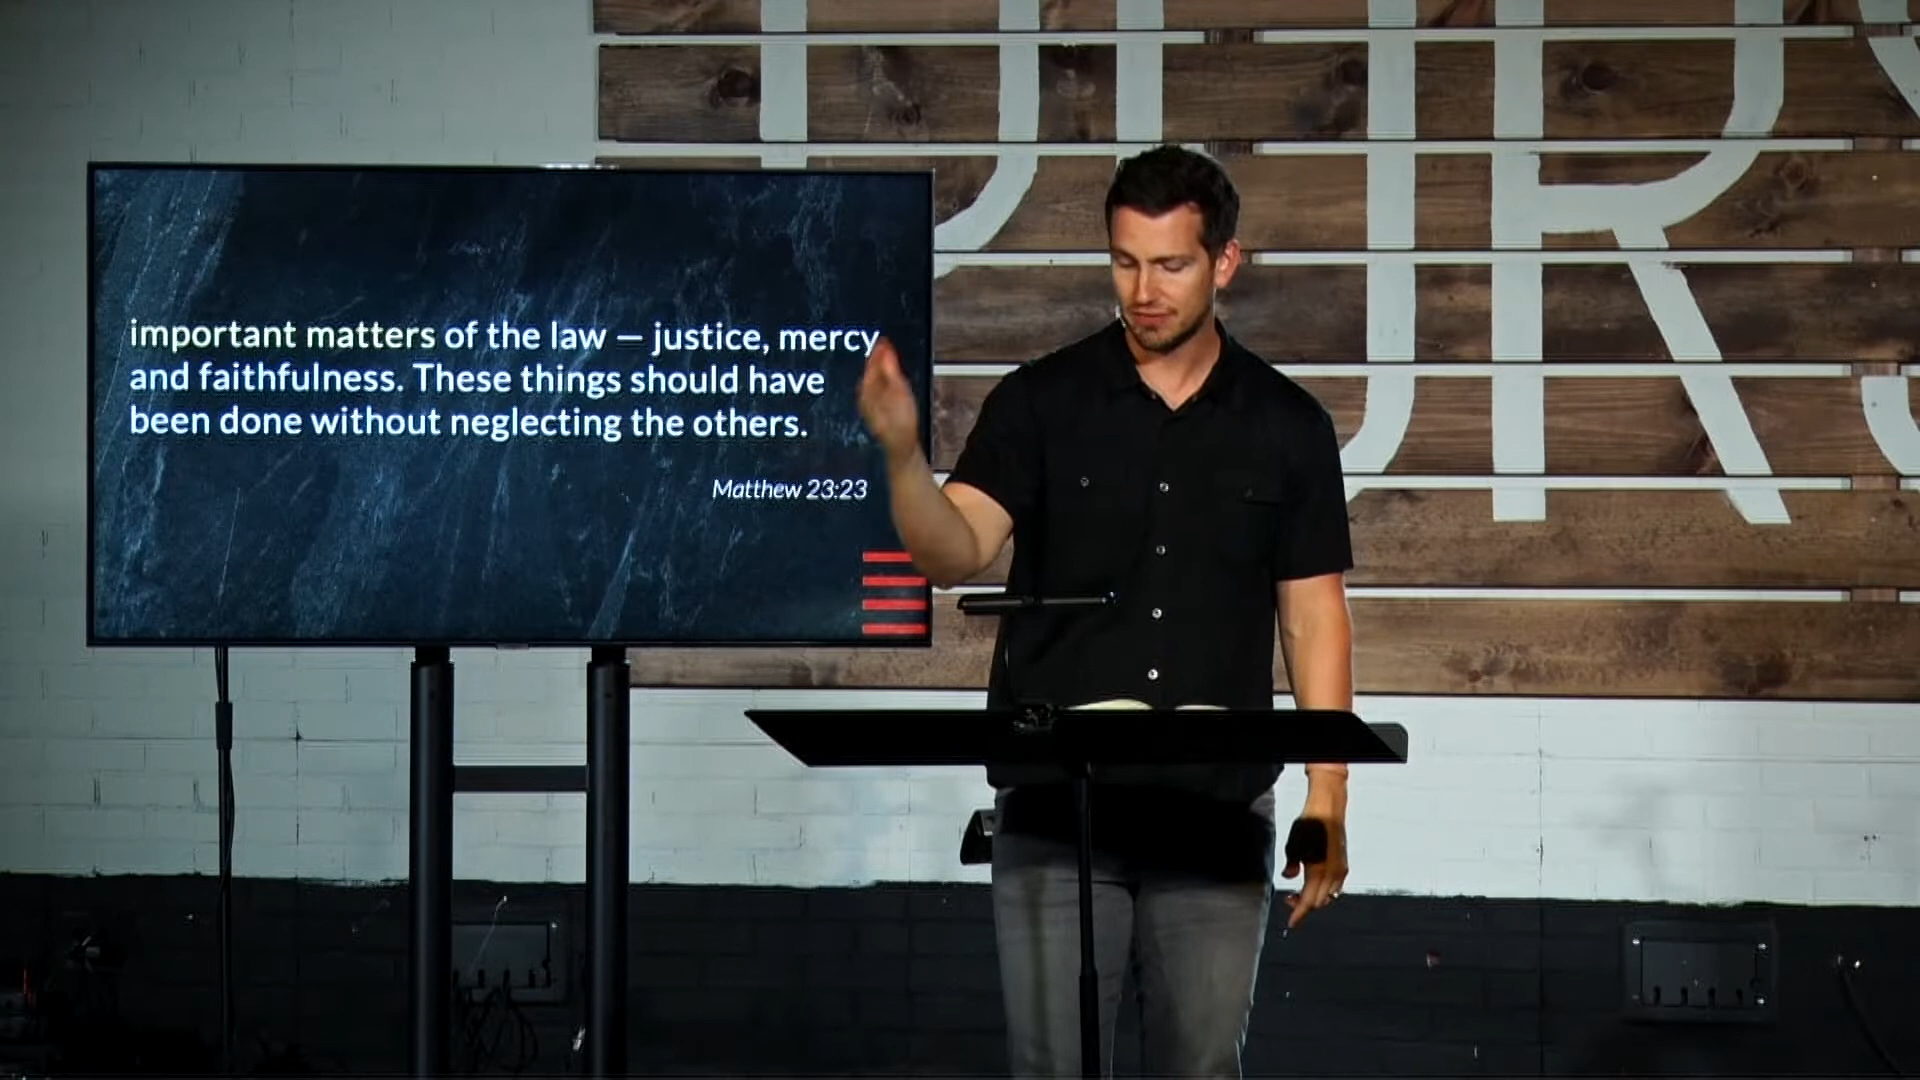 important matters of the law — justice, mercy
and faithfulness. These things should have
been done without neglecting the others.
Matthew 23:23